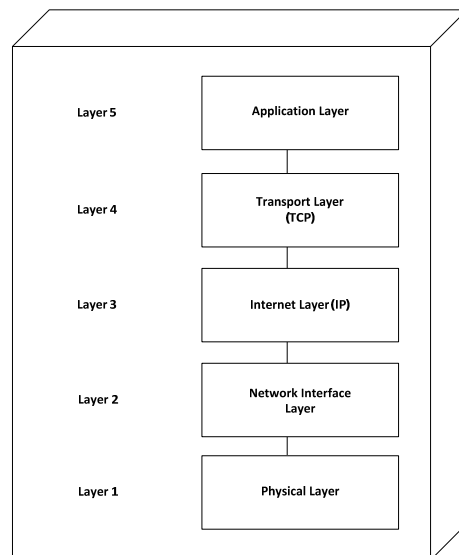 Layer 5
Application Layer
Layer 4
Transport Layer
(TCP)
Layer 3
Internet Layer (IP)
Layer 2
Network Interface
Layer
Layer 1
Physical Layer